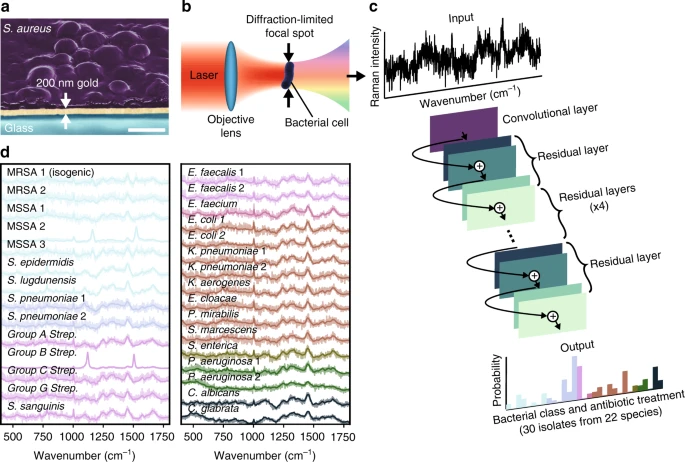 a
S. aureus
200 nm gold
Glass
b
Diffraction-limited
focal spot
Laser
Objective
lens
Bacterial cell
c
Input
Raman intensity
Wavenumber (cm⁻¹)
Convolutional layer
Residual layer
Residual layers
(x4)
Residual layer
Output
Probability
Bacterial class and antibiotic treatment
(30 isolates from 22 species)
d
MRSA 1 (isogenic)
MRSA 2
MSSA 1
MSSA 2
MSSA 3
S. epidermidis
S. lugdunensis
S. pneumoniae 1
S. pneumoniae 2
Group A Strep.
Group B Strep.
Group C Strep.
Group G Strep.
S. sanguinis
500 1000 1250 1750
Wavenumber (cm⁻¹)
E. faecalis 1
E. faecalis 2
E. faecium
E. coli 1
E. coli 2
K. pneumoniae 1
K. pneumoniae 2
K. aerogenes
E. cloacae
P. mirabilis
S. marcescens
S. enterica
P. aeruginosa 1
P. aeruginosa 2
C. albicans
C. glabrata
500 1000 1250 1750
Wavenumber (cm⁻¹)